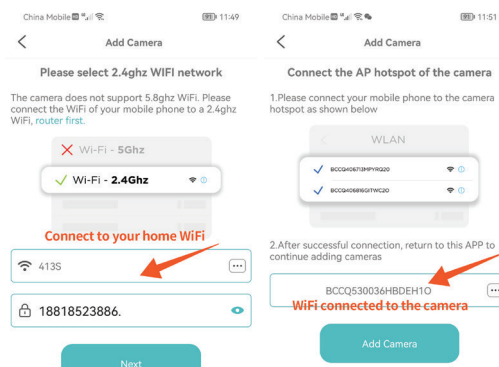 China Mobile HD 11:49
Add Camera
Please select 2.4ghz WIFI network
The camera does not support 5.8ghz WiFi. Please
connect the WiFi of your mobile phone to a 2.4ghz
WiFi, router first.
Wi-Fi - 5Ghz
Wi-Fi - 2.4Ghz
Connect to your home WiFi
413S
18818523886.
Next
China Mobile HD 11:51
Add Camera
Connect the AP hotspot of the camera
1.Please connect your mobile phone to the camera
hotspot as shown below
WLAN
BCCQ406713MPYRQ20
BCCQ406816GITWC20
2.After successful connection, return to this APP to
continue adding cameras
BCCQ530036HBDEH1O
WiFi connected to the camera
Add Camera